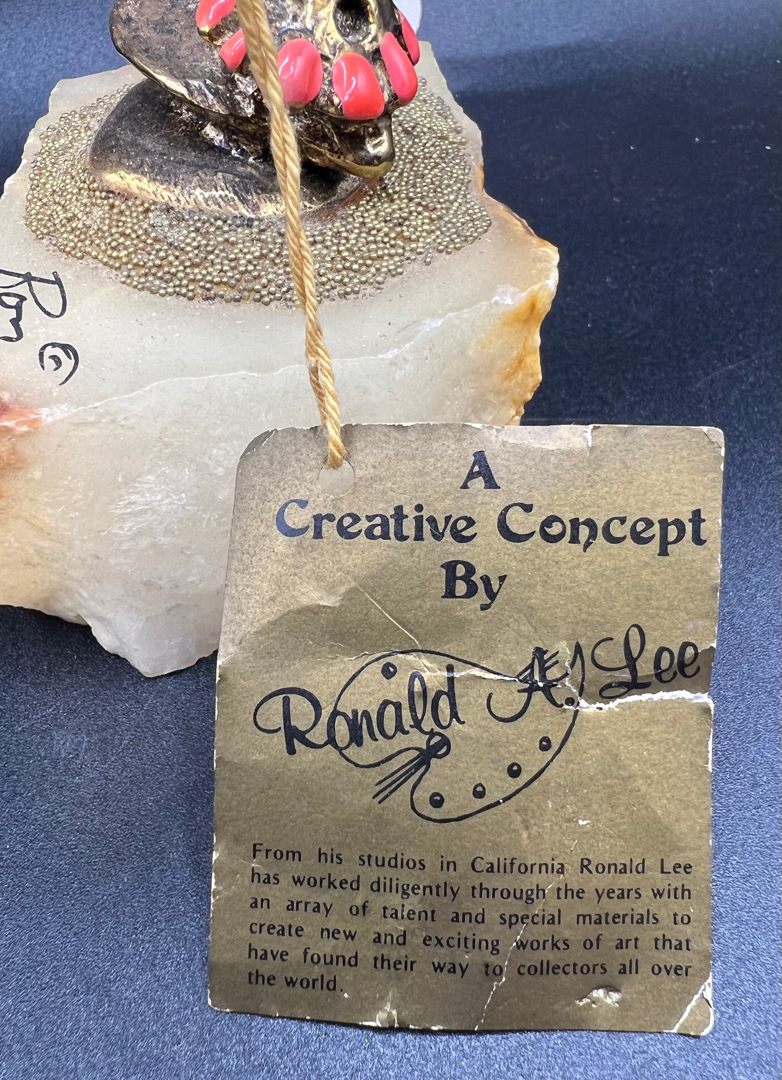 Ron ©
A
Creative Concept
By
Ronald A Lee
From his studios in California Ronald Lee
has worked diligently through the years with
an array of talent and special materials to
create new and exciting works of art that
have found their way to collectors all over
the world.